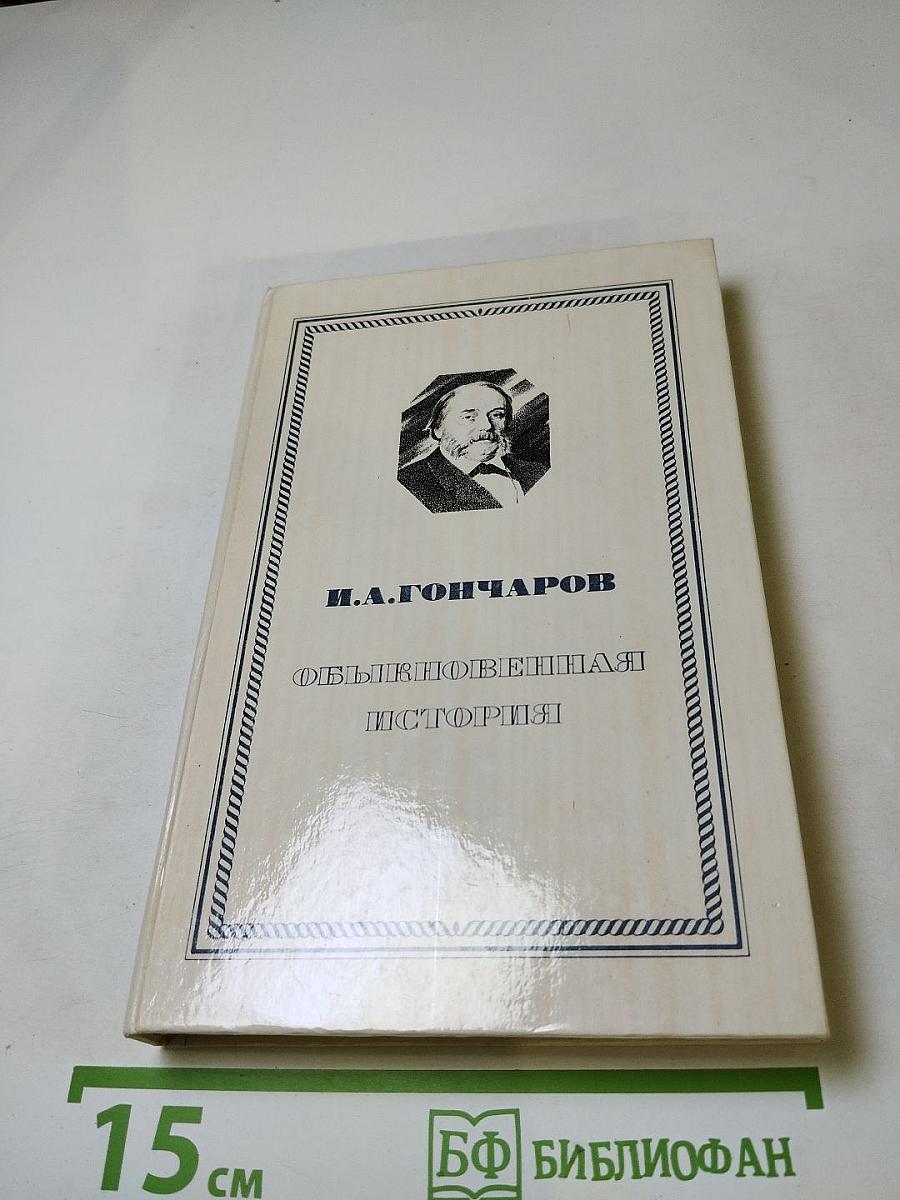 И.А.ГОНЧАРОВ
ОБЫКНОВЕННАЯ
ИСТОРИЯ
15 см
БФ БИБЛИОФАН